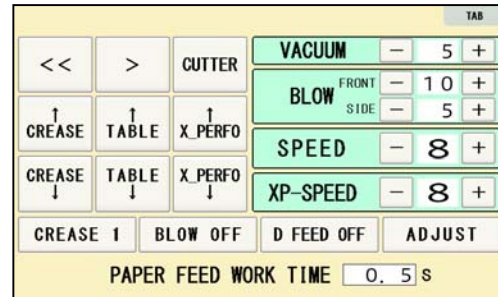 TAB
<< > CUTTER
↑ CREASE ↑ TABLE ↑ X_PERFO
CREASE ↓ TABLE ↓ X_PERFO ↓
VACUUM − 5 +
BLOW FRONT − 10 +
SIDE − 5 +
SPEED − 8 +
XP-SPEED − 8 +
CREASE 1 BLOW OFF D FEED OFF ADJUST
PAPER FEED WORK TIME 0. 5 S